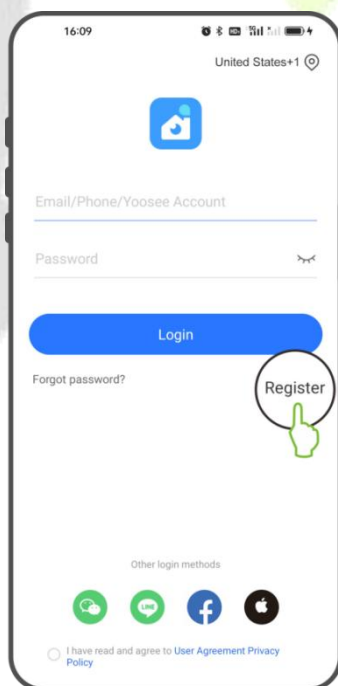 16:09
United States+1
Email/Phone/Yoosee Account
Password
Login
Forgot password?
Register
Other login methods
LINE
I have read and agree to User Agreement Privacy
Policy